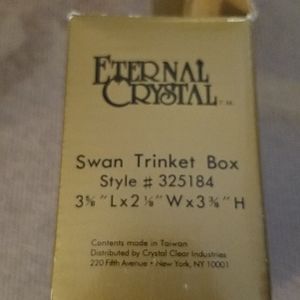 ETERNAL
CRYSTAL T.M.
Swan Trinket Box
Style # 325184
3⅝" L x 2⅛" W x 3⅜" H
Contents made in Taiwan
Distributed by Crystal Clear Industries
220 Fifth Avenue • New York, NY 10001